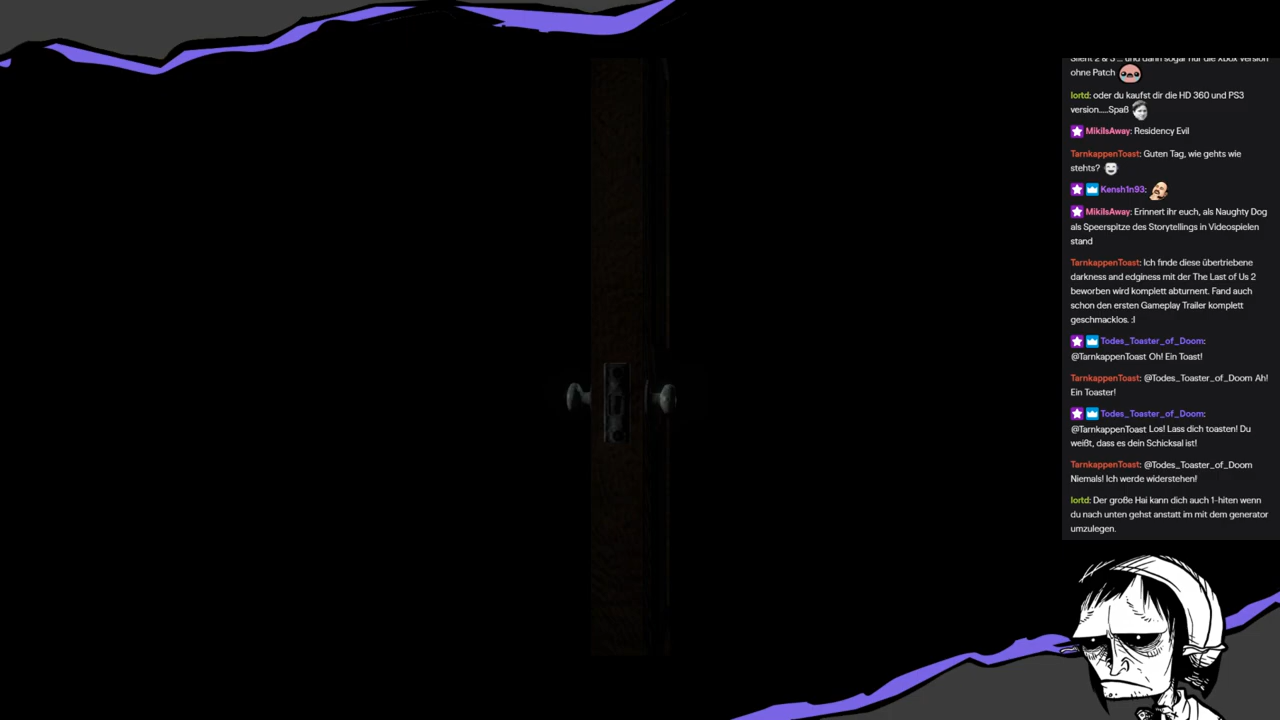 Silent 2 & 3 ... und dann sogar nur die Xbox Version
ohne Patch
lortd: oder du kaufst dir die HD 360 und PS3
version.....Spaß
MikiIsAway: Residency Evil
TarnkappenToast: Guten Tag, wie gehts wie
stehts?
Kensh1n93:
MikiIsAway: Erinnert ihr euch, als Naughty Dog
als Speerspitze des Storytellings in Videospielen
stand
TarnkappenToast: Ich finde diese übertriebene
darkness and edginess mit der The Last of Us 2
beworben wird komplett abturnent. Fand auch
schon den ersten Gameplay Trailer komplett
geschmacklos. :I
Todes_Toaster_of_Doom:
@TarnkappenToast Oh! Ein Toast!
TarnkappenToast: @Todes_Toaster_of_Doom Ah!
Ein Toaster!
Todes_Toaster_of_Doom:
@TarnkappenToast Los! Lass dich toasten! Du
weißt, dass es dein Schicksal ist!
TarnkappenToast: @Todes_Toaster_of_Doom
Niemals! Ich werde widerstehen!
lortd: Der große Hai kann dich auch 1-hiten wenn
du nach unten gehst anstatt im mit dem generator
umzulegen.